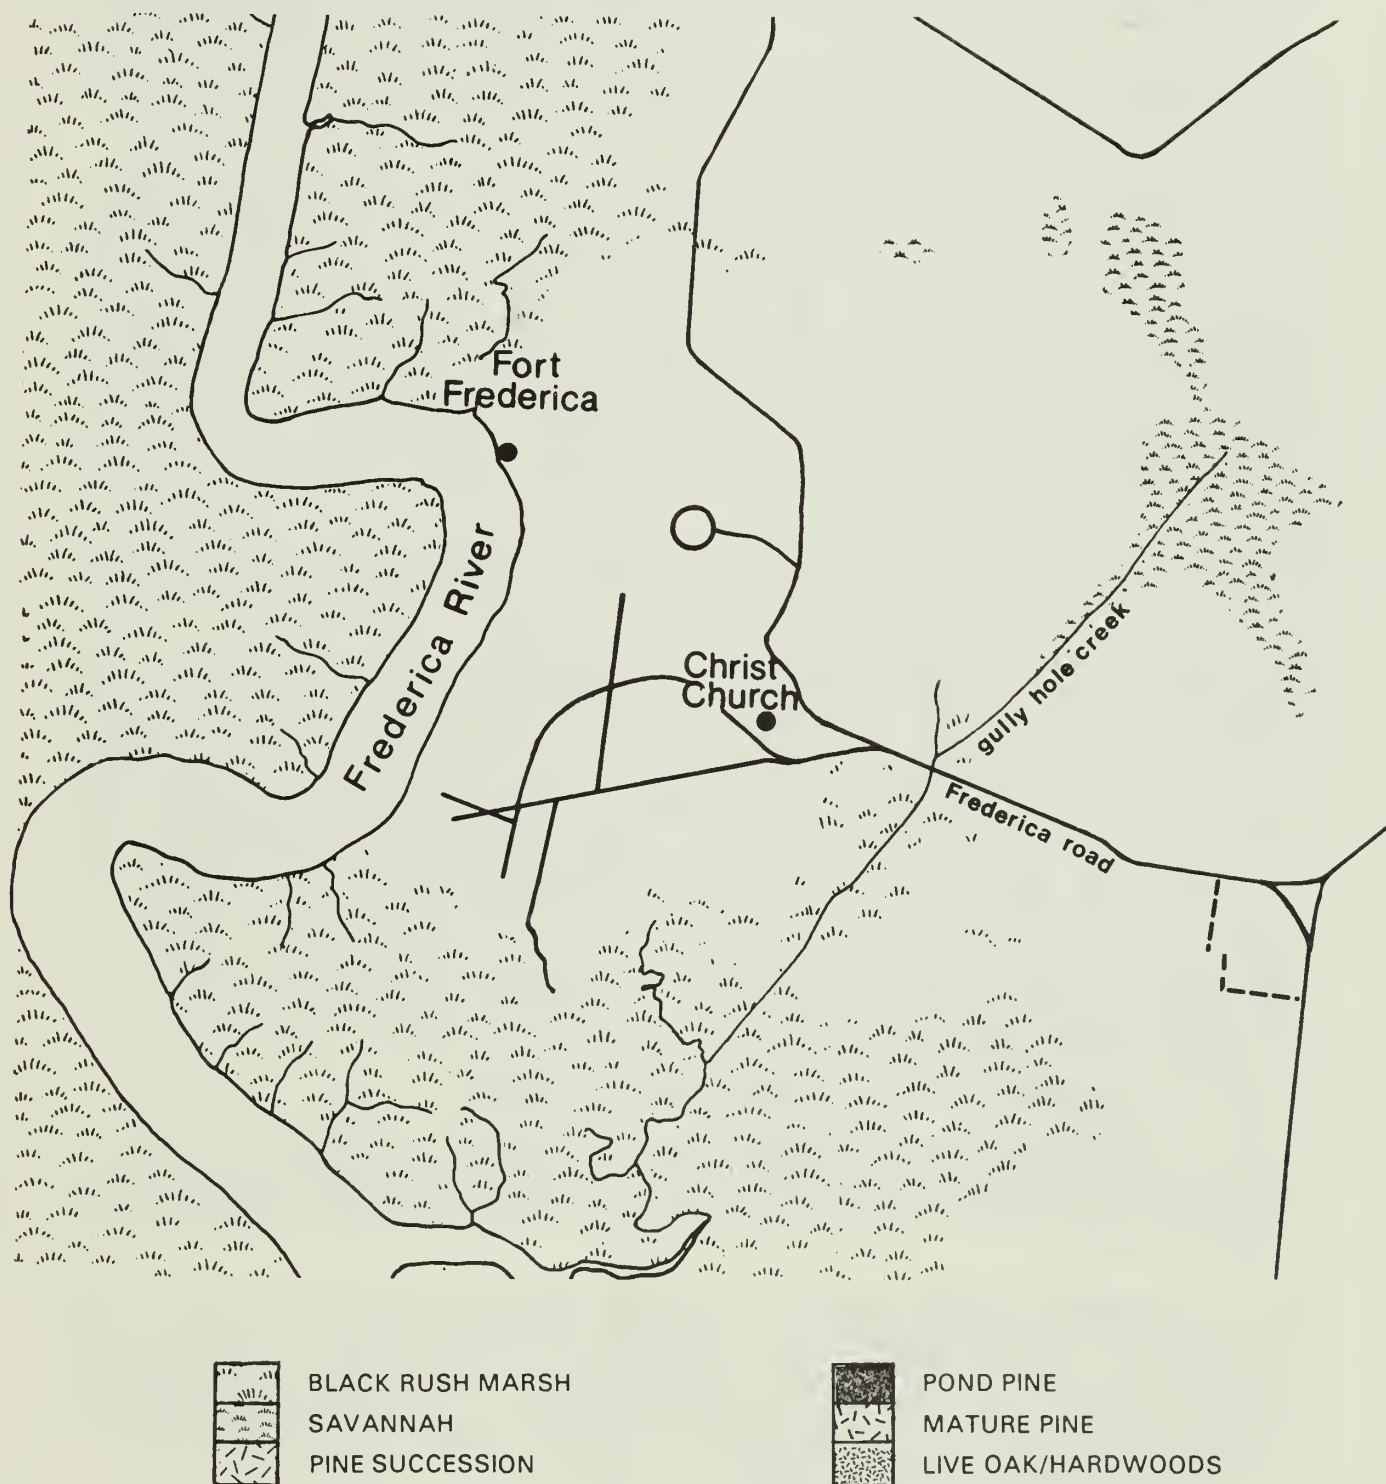 Fort
Frederica
Frederica River
Christ
Church
gully hole creek
Frederica road
BLACK RUSH MARSH
SAVANNAH
PINE SUCCESSION
POND PINE
MATURE PINE
LIVE OAK/HARDWOODS